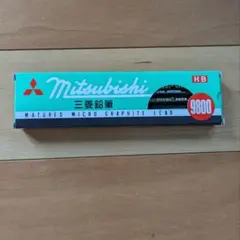 HB
mitsubishi
三菱鉛筆
9800
MATURED MICRO GRAPHITE LEAD